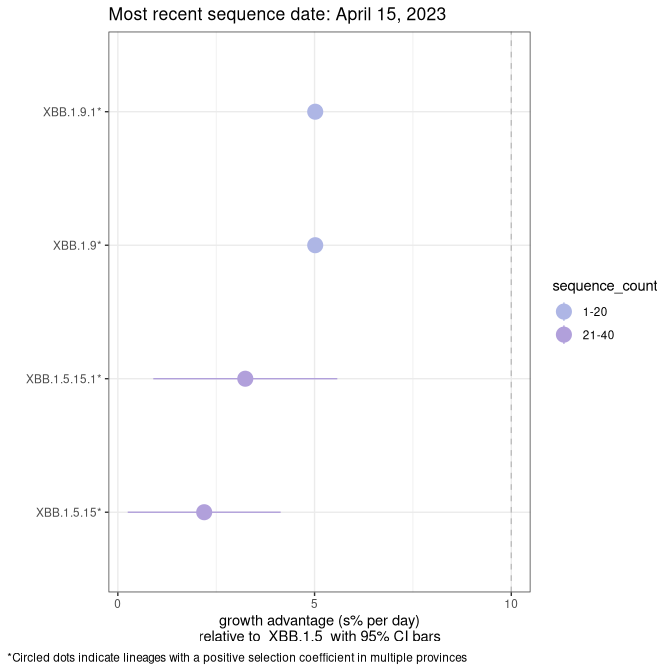 Most recent sequence date: April 15, 2023
XBB.1.9.1*
XBB.1.9*
XBB.1.5.15.1*
XBB.1.5.15*
0 5 10
growth advantage (s% per day)
relative to XBB.1.5 with 95% CI bars
sequence_count
1-20
21-40
*Circled dots indicate lineages with a positive selection coefficient in multiple provinces